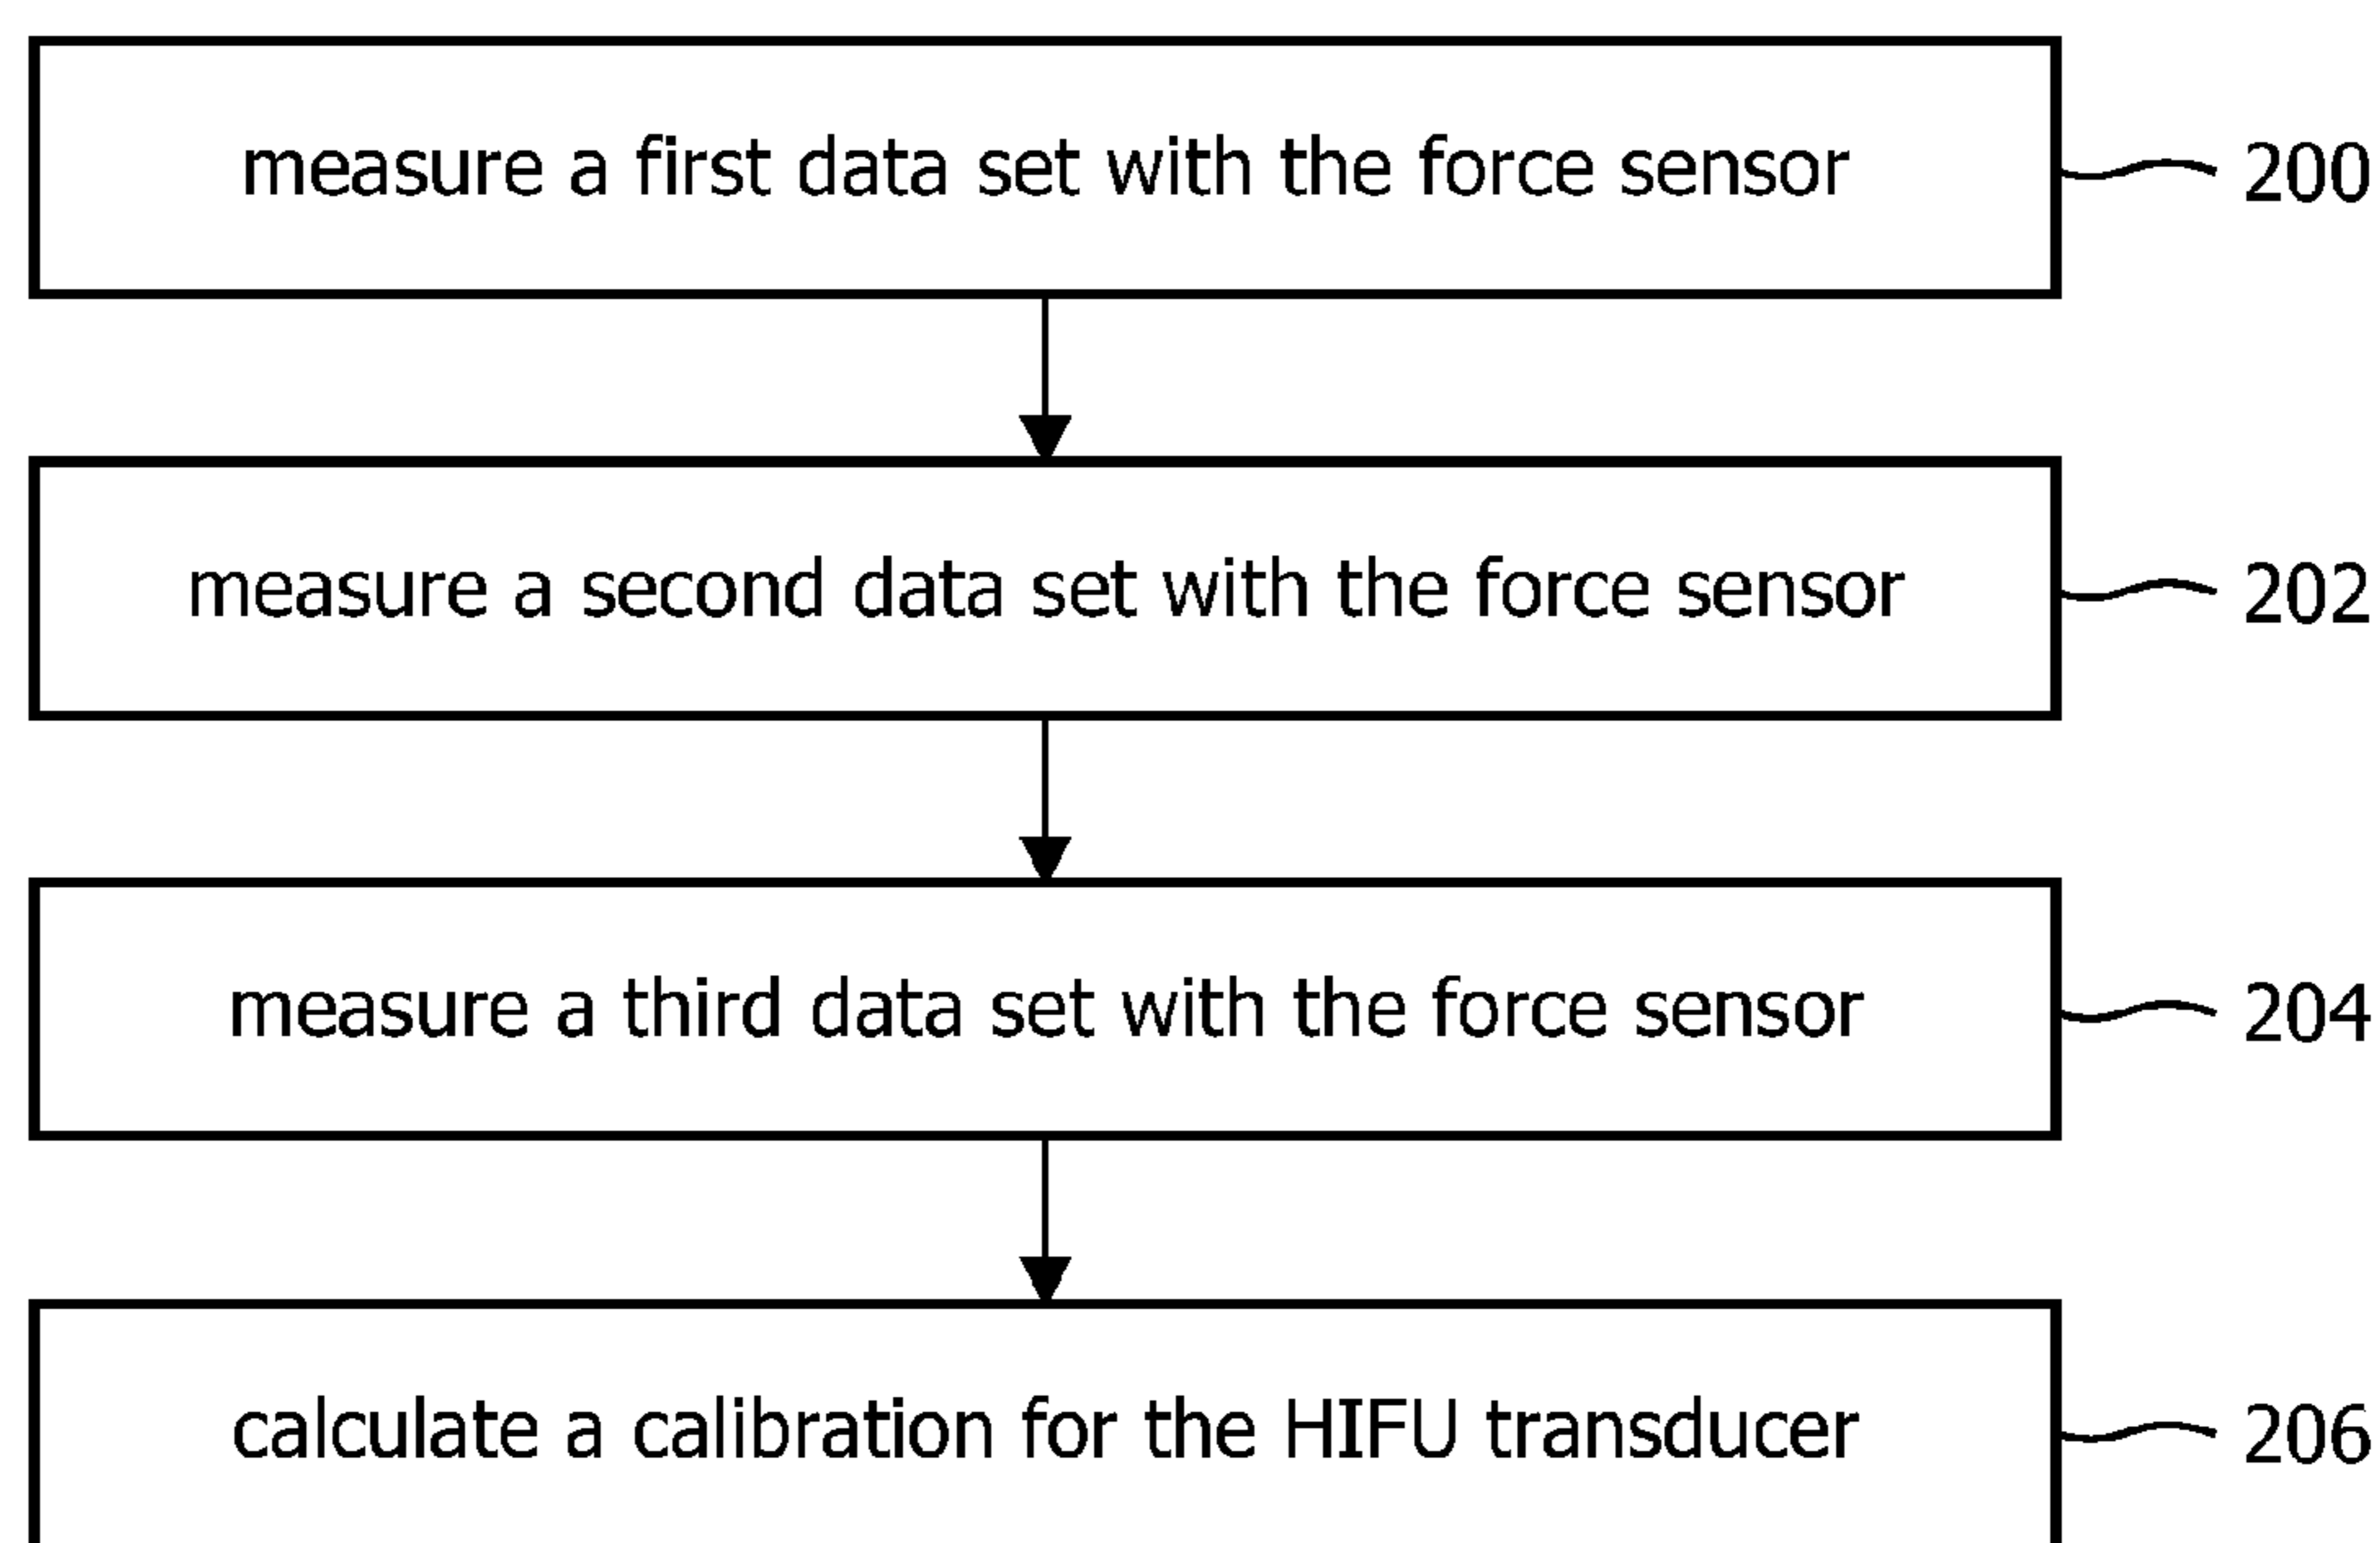 measure a first data set with the force sensor 200
measure a second data set with the force sensor 202
measure a third data set with the force sensor 204
calculate a calibration for the HIFU transducer 206